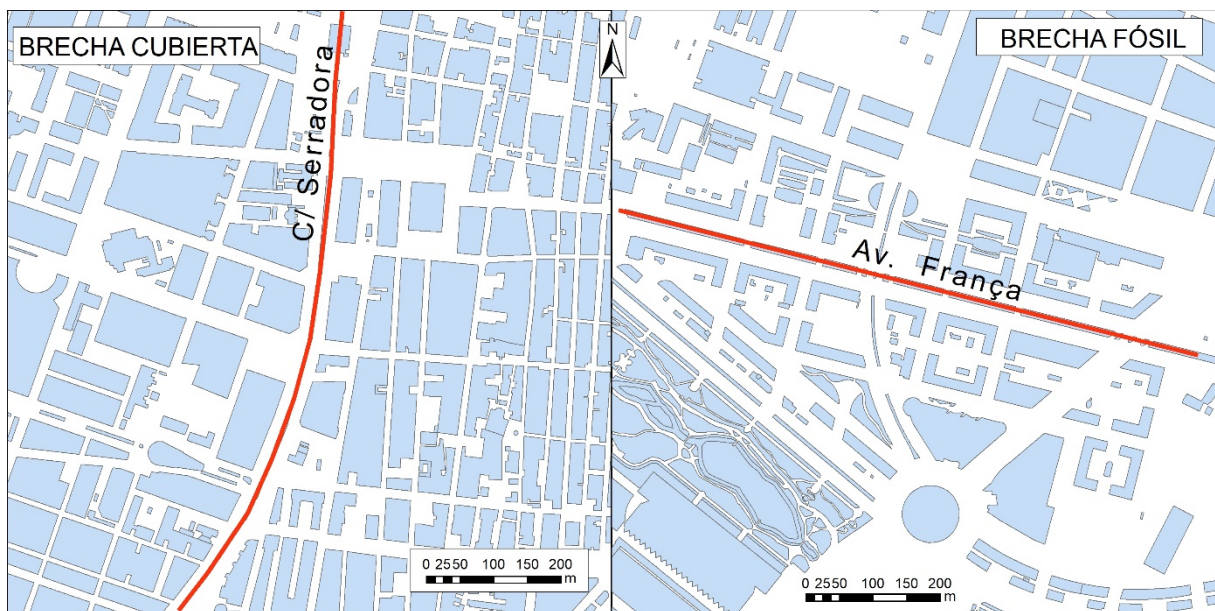 BRECHA CUBIERTA
C/ Serradora
0 25 50 100 150 200
m
N
BRECHA FÓSIL
Av. França
0 25 50 100 150 200
m